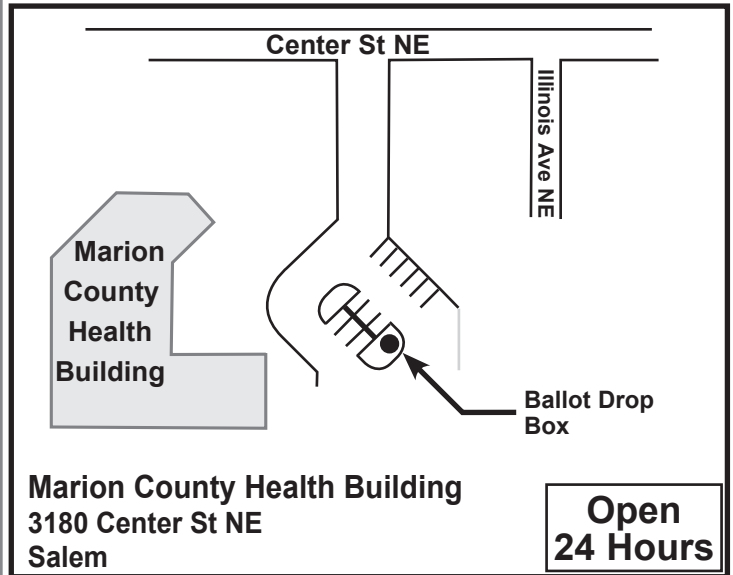 Center St NE
Illinois Ave NE
Marion
County
Health
Building
Ballot Drop
Box
Marion County Health Building
3180 Center St NE
Salem
Open
24 Hours